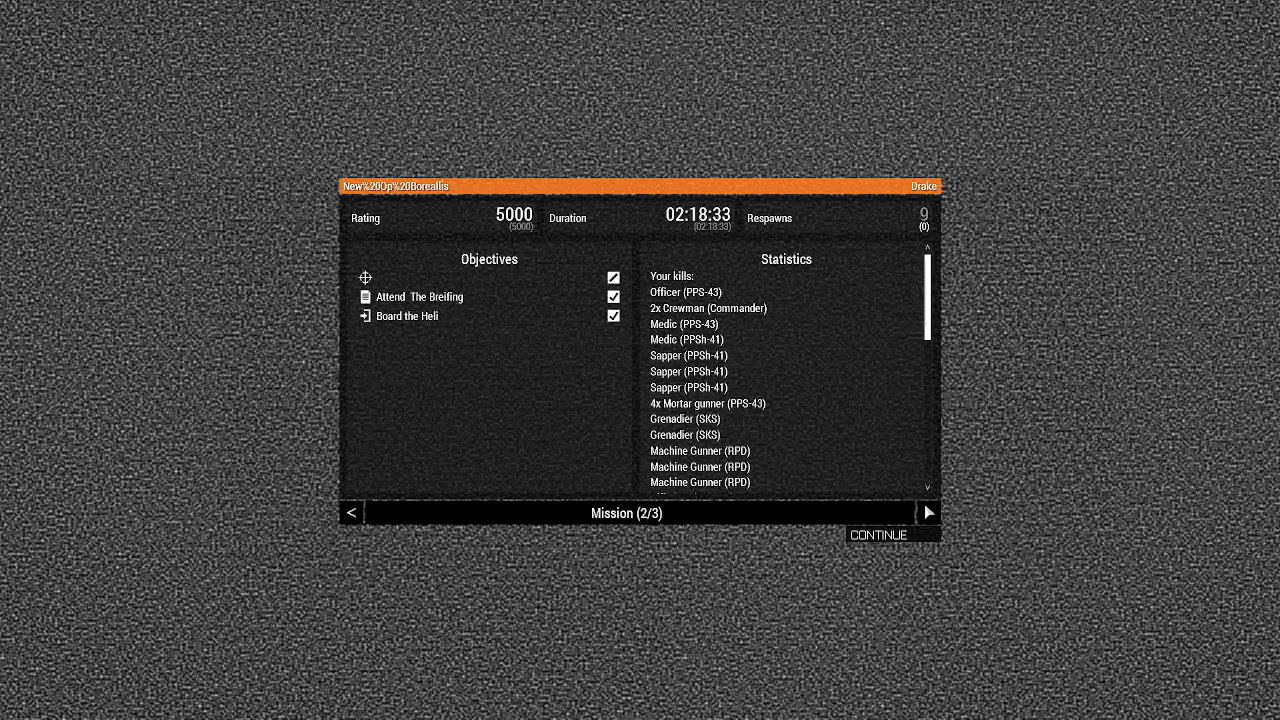 New%20Op%20Boreallis Drake
Rating 5000 (5000) Duration 02:18:33 (02:18:33) Respawns 9 (0)
Objectives
Attend The Breifing
Board the Heli
Statistics
Your kills:
Officer (PPS-43)
2x Crewman (Commander)
Medic (PPS-43)
Medic (PPSh-41)
Sapper (PPSh-41)
Sapper (PPSh-41)
Sapper (PPSh-41)
4x Mortar gunner (PPS-43)
Grenadier (SKS)
Grenadier (SKS)
Machine Gunner (RPD)
Machine Gunner (RPD)
Machine Gunner (RPD)
< Mission (2/3)
CONTINUE